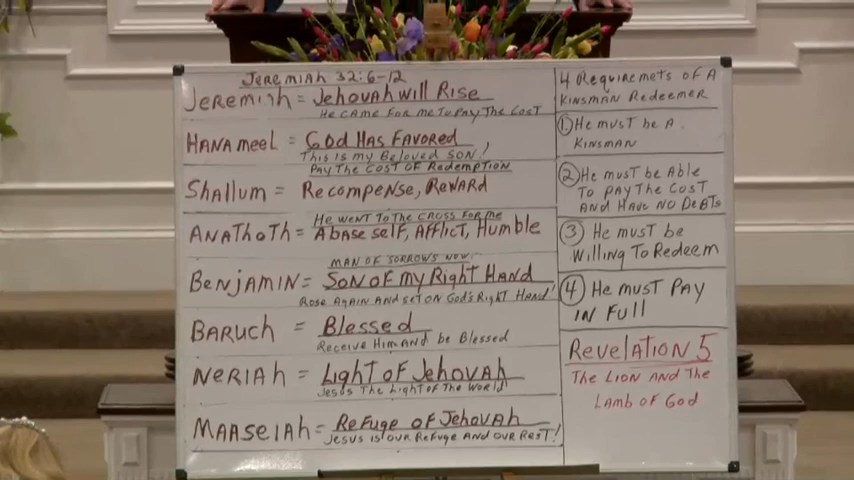 Jeremiah 32:6-12
Jeremiah = Jehovah will Rise
He came for me to pay the cost
Hanameel = God Has Favored
This is my Beloved Son!
Pay the cost of Redemption
Shallum = Recompense, Reward
He went to the cross for me
Anathoth = Abase self, Afflict, Humble
Man of sorrows now
Benjamin = Son of my Right Hand
Rose again and set on God's Right Hand!
Baruch = Blessed
Receive Him and be Blessed
Neriah = Light of Jehovah
Jesus the Light of the World
Maaseiah = Refuge of Jehovah
Jesus is our Refuge and our Rest!
4 Requiremets of a
Kinsman Redeemer
① He must be a
Kinsman
② He must be able
to pay the cost
and have no debts
③ He must be
willing to Redeem
④ He must pay
in full
Revelation 5
The Lion and the
Lamb of God